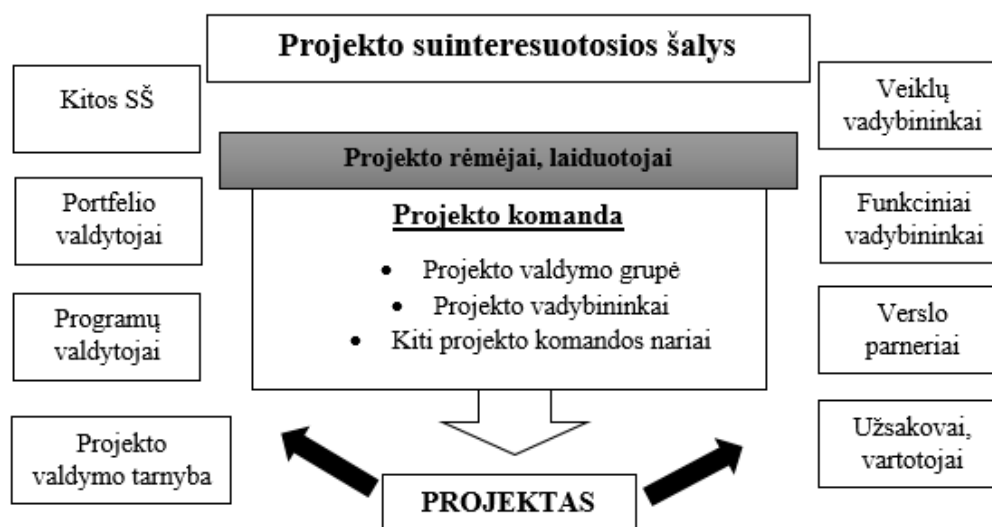 Projekto suinteresuotosios šalys
Kitos SŠ
Portfelio
valdytojai
Programų
valdytojai
Projekto
valdymo tarnyba
Projekto rėmėjai, laiduotojai
Projekto komanda
• Projekto valdymo grupė
• Projekto vadybininkai
• Kiti projekto komandos nariai
PROJEKTAS
Veiklų
vadybininkai
Funkciniai
vadybininkai
Verslo
parneriai
Užsakovai,
vartotojai